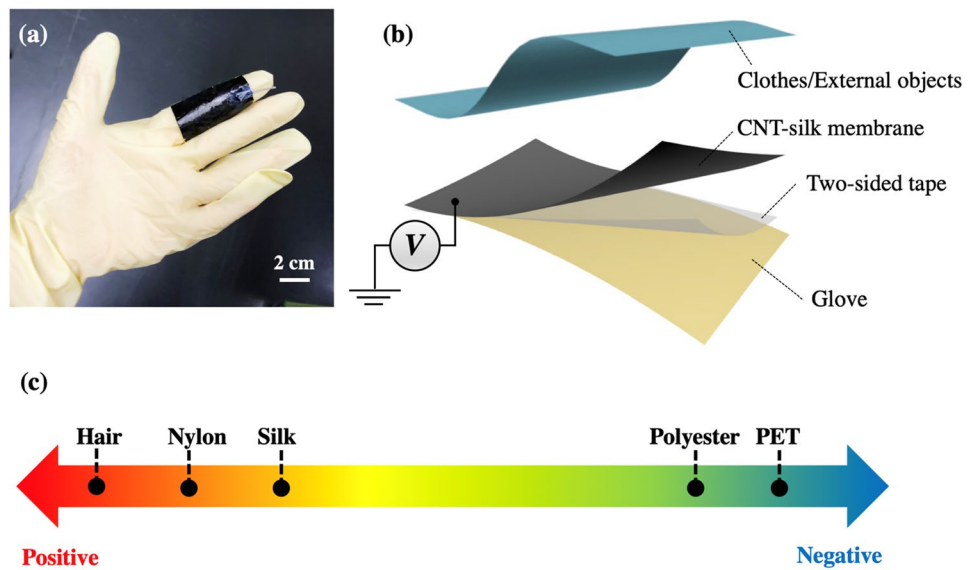 (a)
2 cm
(b)
Clothes/External objects
CNT-silk membrane
Two-sided tape
V
Glove
(c)
Hair Nylon Silk Polyester PET
Positive Negative